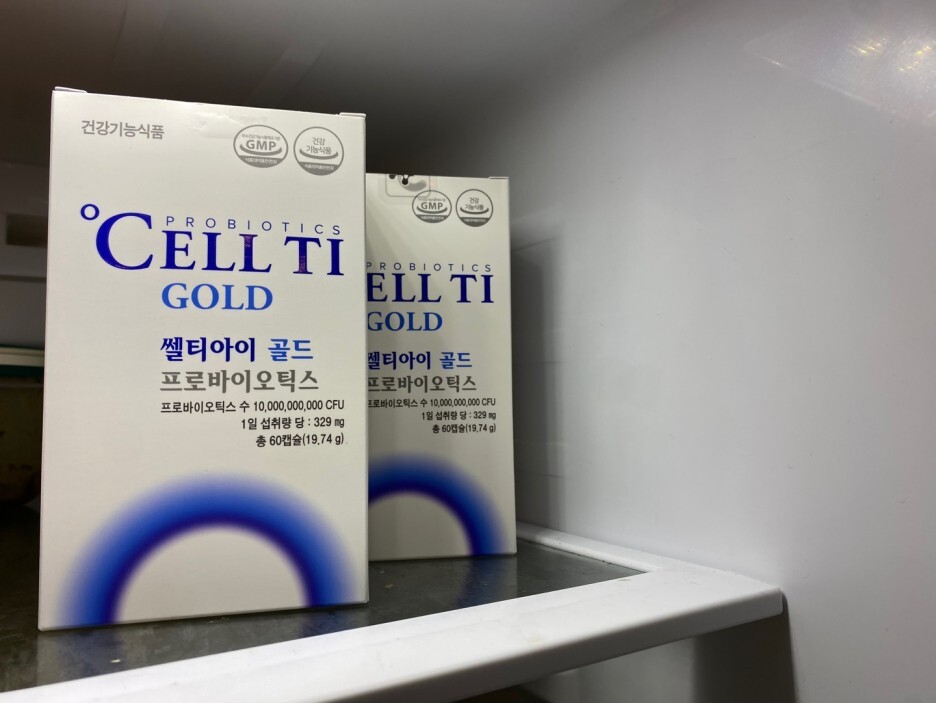 건강기능식품
GMP
건강
기능식품
PROBIOTICS
°CELL TI
GOLD
쎌티아이 골드
프로바이오틱스
프로바이오틱스 수 10,000,000,000 CFU
1일 섭취량 당 : 329 mg
총 60캡슐(19.74 g)
GMP
건강
기능식품
PROBIOTICS
ELL TI
GOLD
쎌티아이 골드
프로바이오틱스
프로바이오틱스 수 10,000,000,000 CFU
1일 섭취량 당 : 329 mg
총 60캡슐(19.74 g)